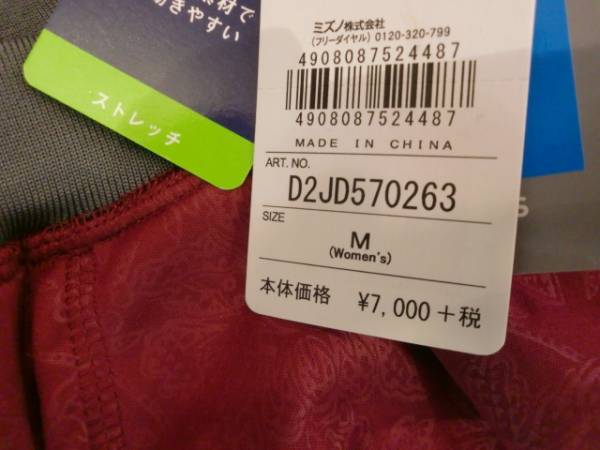 素材で
動きやすい
ストレッチ
ミズノ株式会社
(フリーダイヤル) 0120-320-799
4908087524487
4908087524487
MADE IN CHINA
ART. NO.
D2JD570263
SIZE
M
(Women's)
本体価格 ¥7,000+税